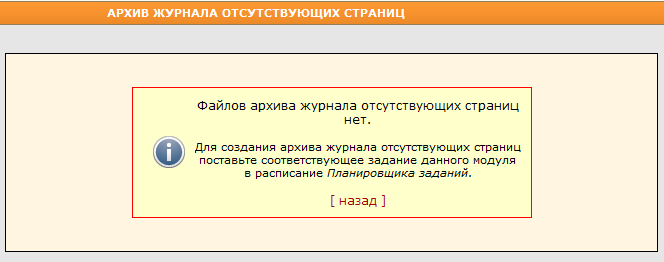 АРХИВ ЖУРНАЛА ОТСУТСТВУЮЩИХ СТРАНИЦ
Файлов архива журнала отсутствующих страниц
нет.
Для создания архива журнала отсутствующих страниц
поставьте соответствующее задание данного модуля
в расписание Планировщика заданий.
[ назад ]